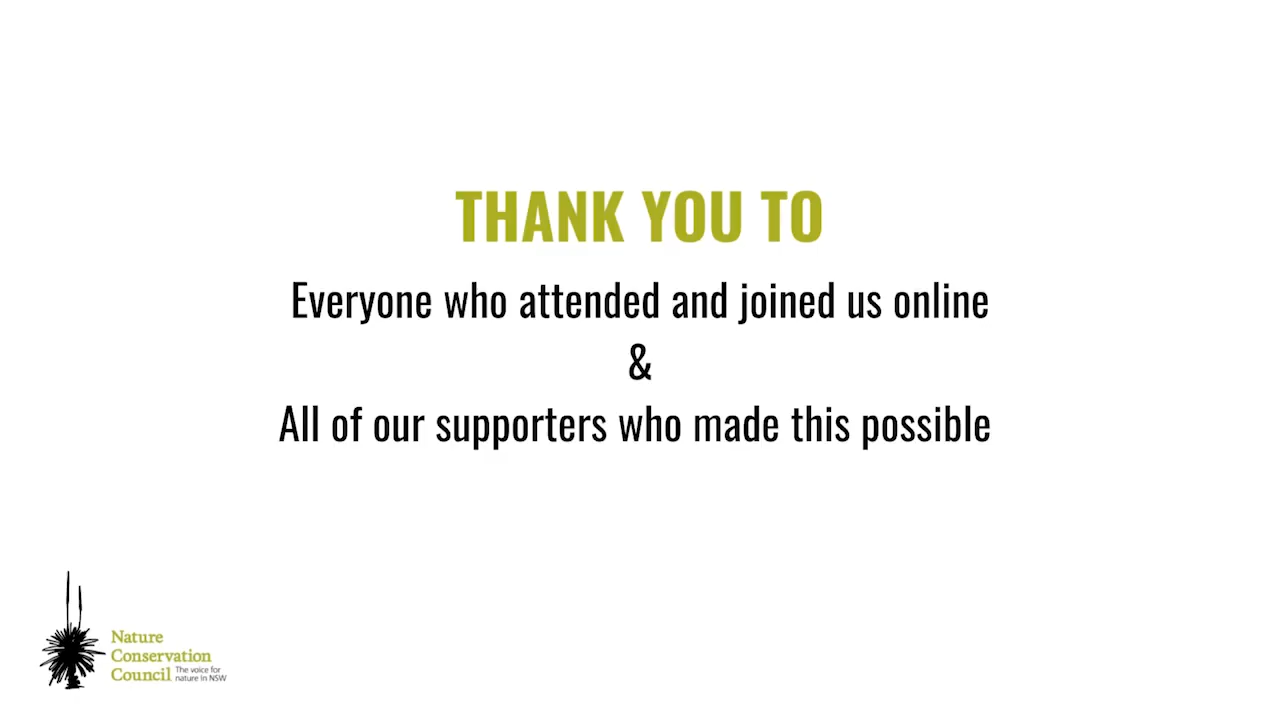 THANK YOU TO
Everyone who attended and joined us online
&
All of our supporters who made this possible
Nature
Conservation
Council The voice for
nature in NSW